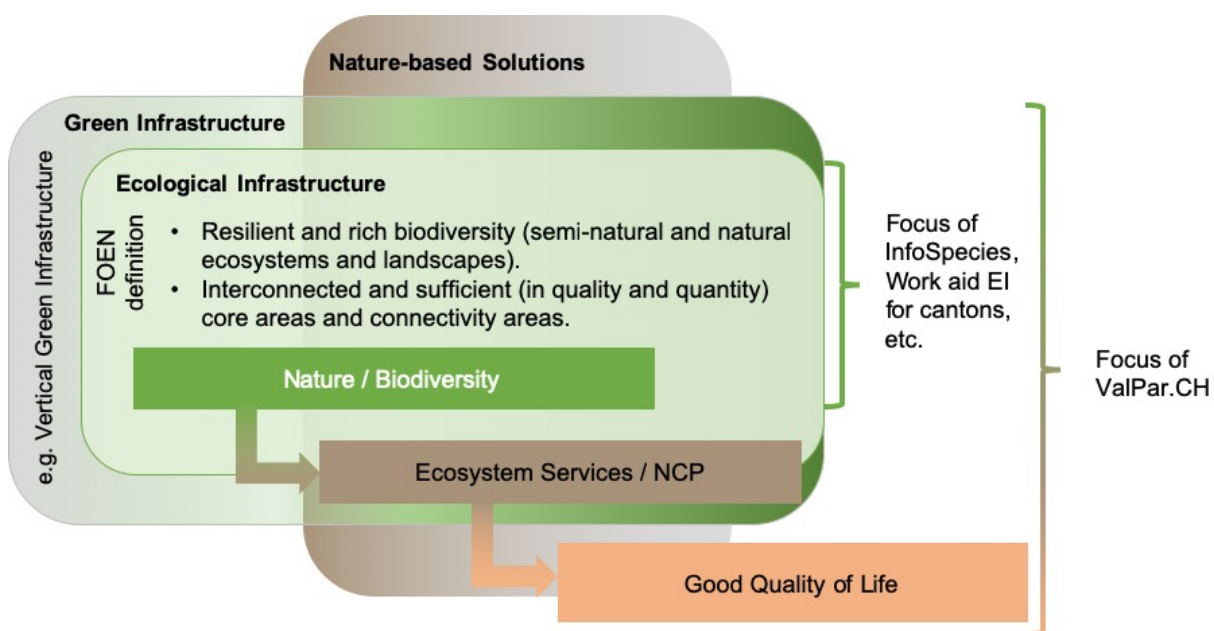 Nature-based Solutions
Green Infrastructure
e.g. Vertical Green Infrastructure
Ecological Infrastructure
FOEN
definition
• Resilient and rich biodiversity (semi-natural and natural
ecosystems and landscapes).
• Interconnected and sufficient (in quality and quantity)
core areas and connectivity areas.
Nature / Biodiversity
Ecosystem Services / NCP
Good Quality of Life
Focus of
InfoSpecies,
Work aid EI
for cantons,
etc.
Focus of
ValPar.CH